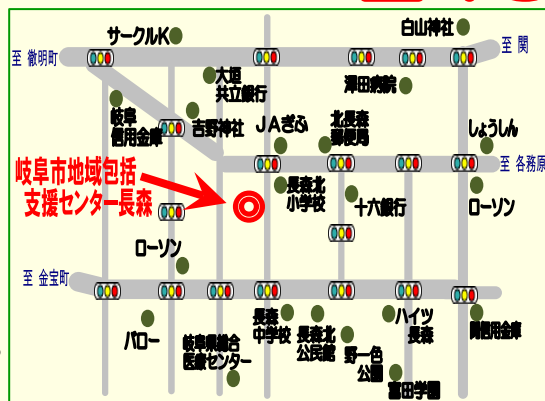 サークルK
白山神社
至 徹明町
至 関
大垣
共立銀行
澤田病院
岐阜
信用金庫
吉野神社
JAぎふ
北長森
郵便局
しょうしん
至 各務原
岐阜市地域包括
支援センター長森
長森北
小学校
十六銀行
ローソン
ローソン
至 金宝町
バロー
岐阜県総合
医療センター
長森
中学校
長森北
公民館
野一色
公園
ハイツ
長森
富田学園
関信用金庫